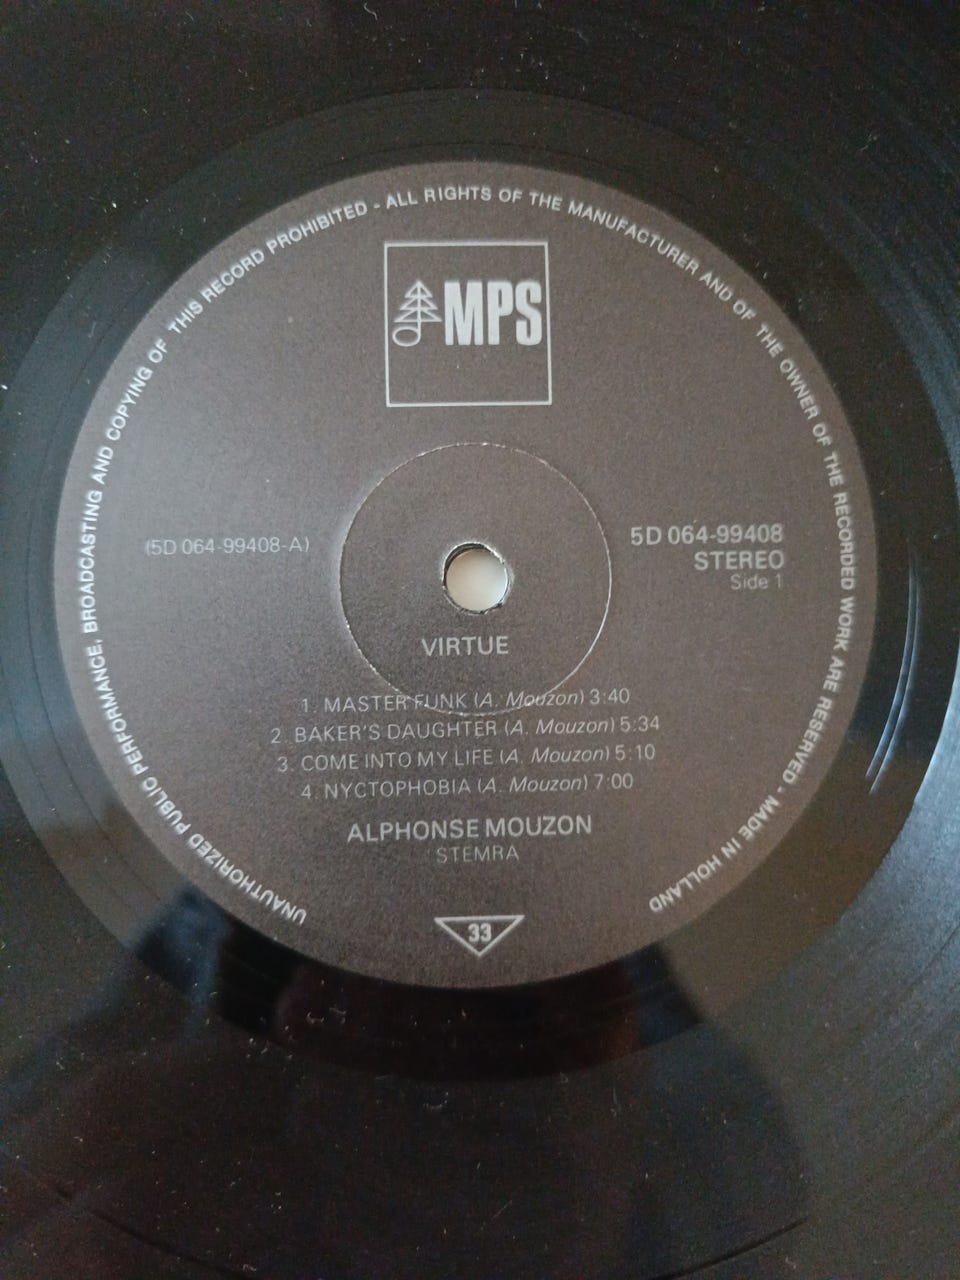 UNAUTHORIZED PUBLIC PERFORMANCE, BROADCASTING AND COPYING OF THIS RECORD PROHIBITED - ALL RIGHTS OF THE MANUFACTURER AND OF THE OWNER OF THE RECORDED WORK ARE RESERVED - MADE IN HOLLAND
MPS
(5D 064-99408-A)
5D 064-99408
STEREO
Side 1
VIRTUE
1. MASTER FUNK (A. Mouzon) 3:40
2. BAKER'S DAUGHTER (A. Mouzon) 5:34
3. COME INTO MY LIFE (A. Mouzon) 5:10
4. NYCTOPHOBIA (A. Mouzon) 7:00
ALPHONSE MOUZON
STEMRA
33